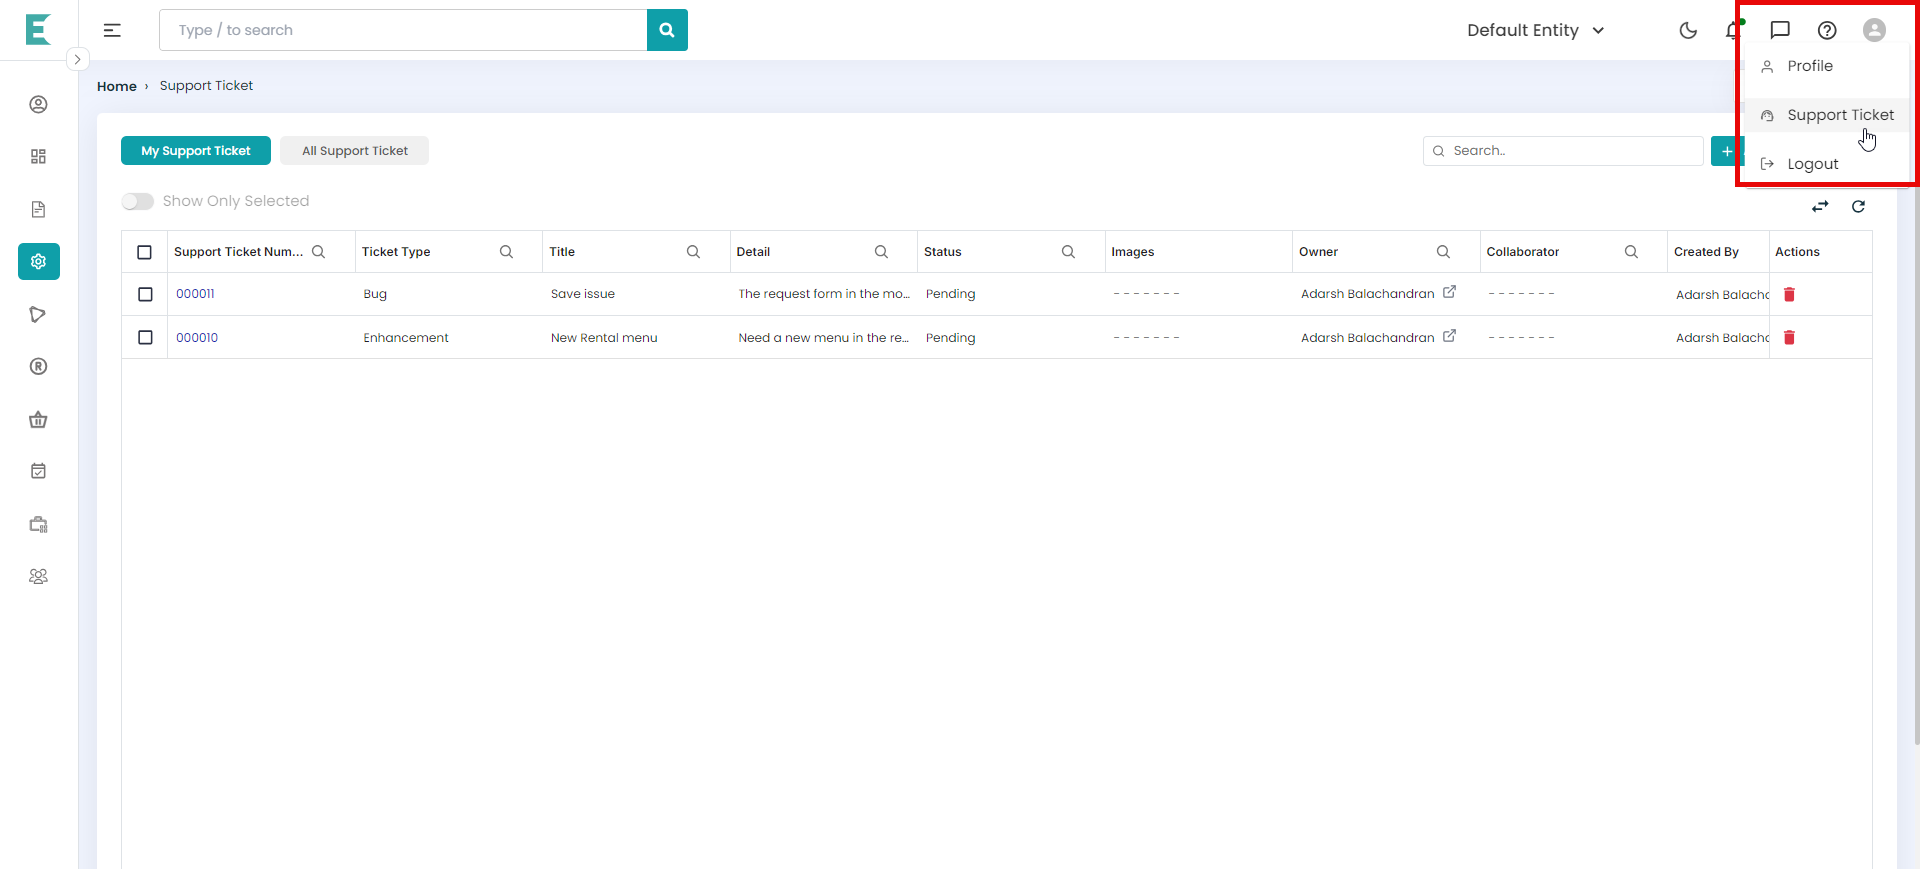 Type / to search
Default Entity
Profile
Home › Support Ticket
Support Ticket
My Support Ticket All Support Ticket Search.. +
Logout
Show Only Selected
Support Ticket Num... Ticket Type Title Detail Status Images Owner Collaborator Created By Actions
000011 Bug Save issue The request form in the mo... Pending ------- Adarsh Balachandran ------- Adarsh Balachc
000010 Enhancement New Rental menu Need a new menu in the re... Pending ------- Adarsh Balachandran ------- Adarsh Balachc